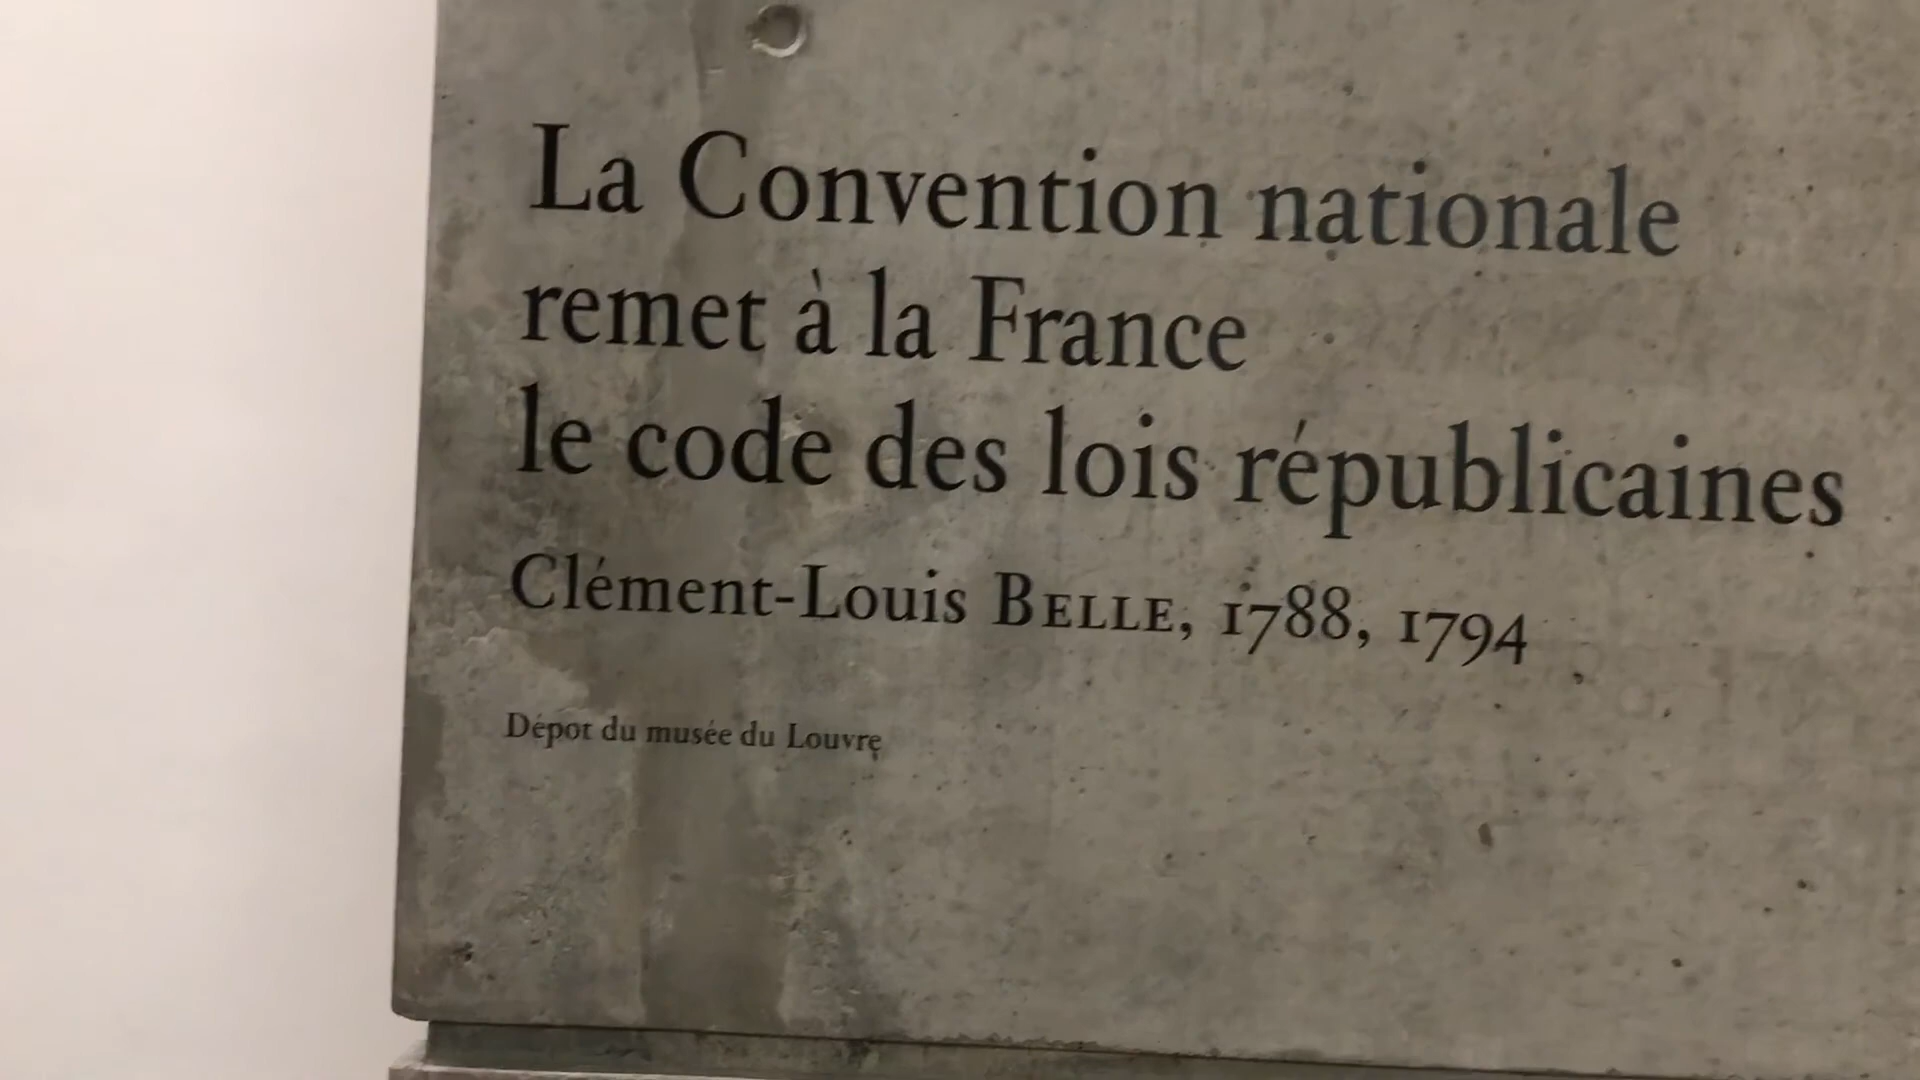 La Convention nationale
remet à la France
le code des lois républicaines
Clément-Louis BELLE, 1788, 1794
Dépot du musée du Louvre